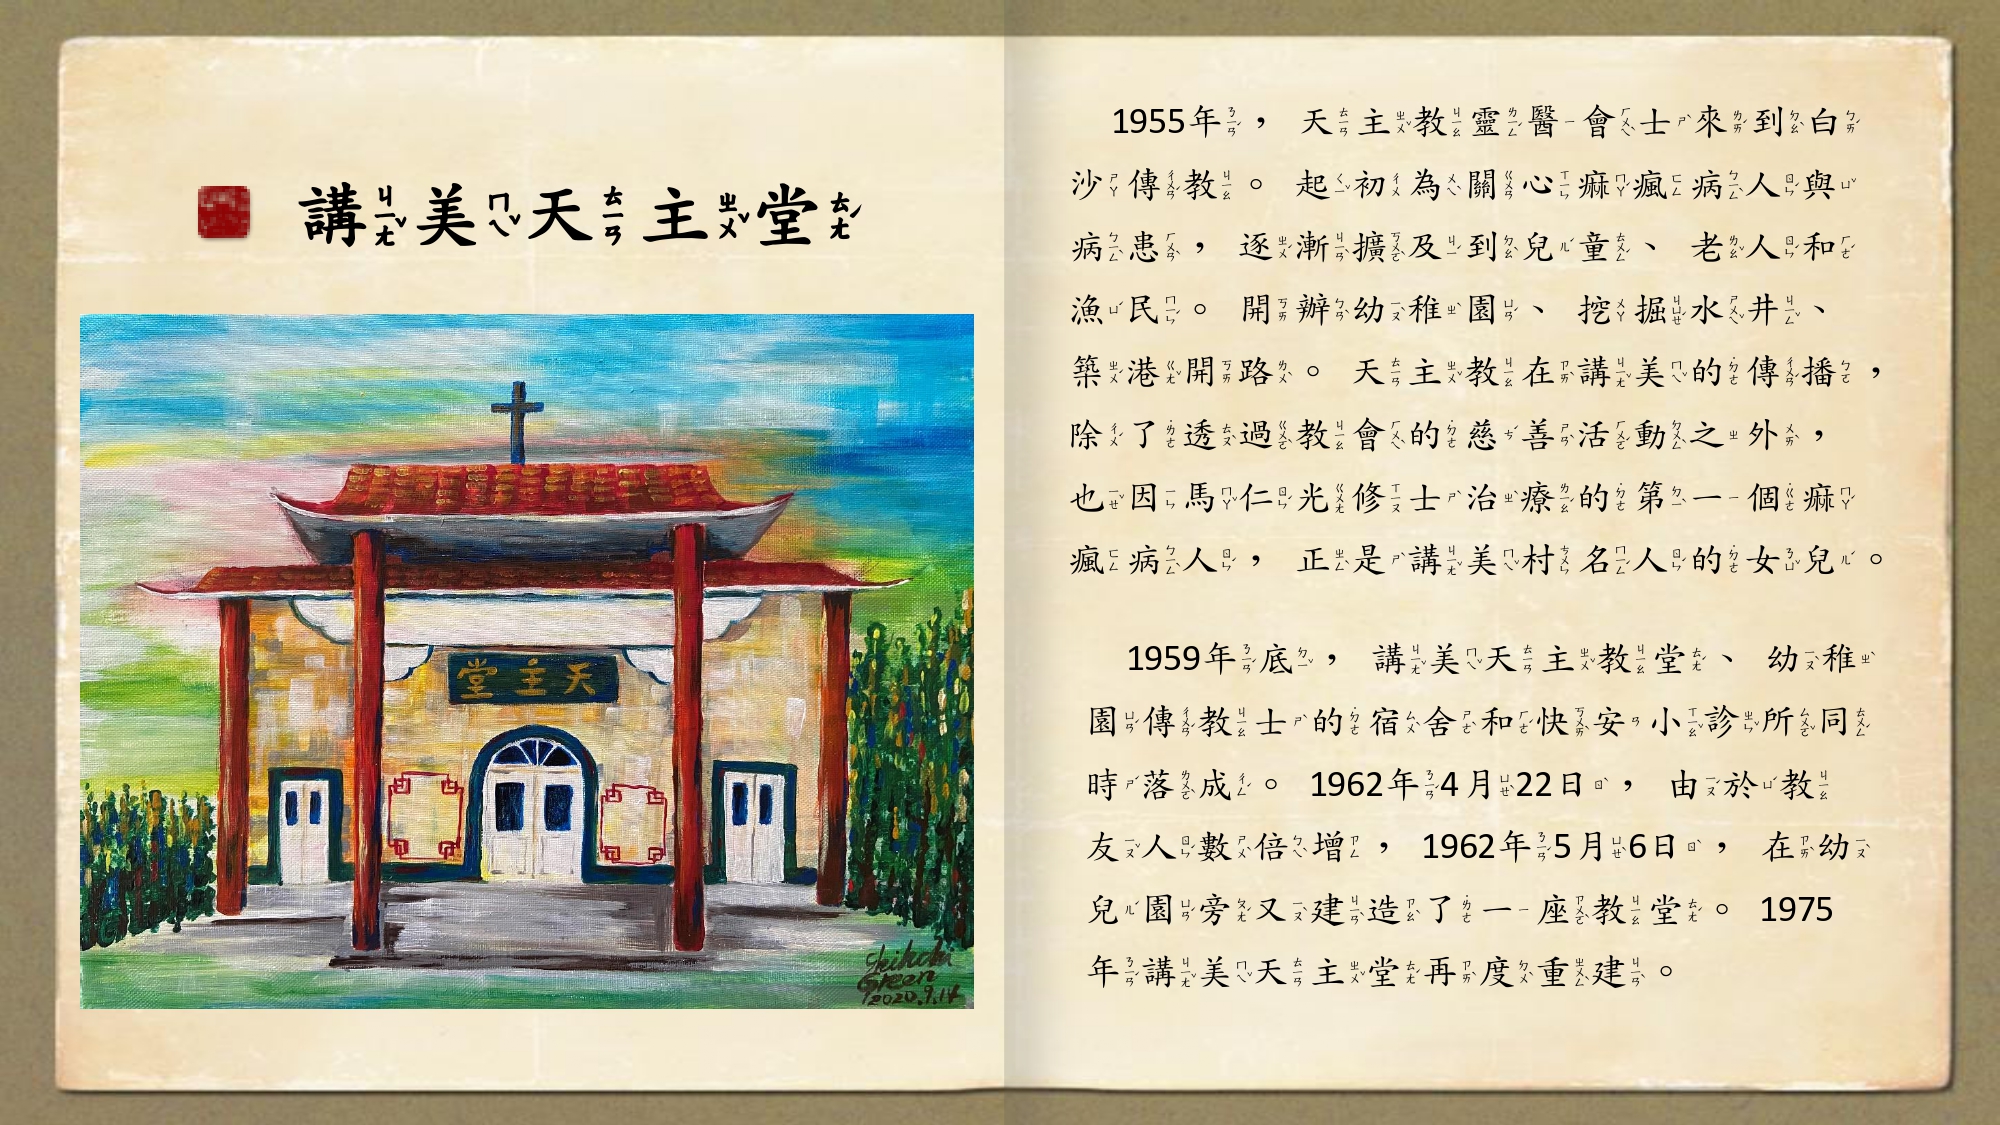 講美天主堂
堂主天
Shihchi
Green
2020.9.14
1955年， 天主教靈醫會士來到白
沙傳教。 起初為關心痲瘋病人與
病患， 逐漸擴及到兒童、 老人和
漁民。 開辦幼稚園、 挖掘水井、
築港開路。 天主教在講美的傳播，
除了透過教會的慈善活動之外，
也因馬仁光修士治療的第一個痲
瘋病人， 正是講美村名人的女兒。
1959年底， 講美天主教堂、 幼稚
園傳教士的宿舍和快安小診所同
時落成。 1962年4月22日， 由於教
友人數倍增， 1962年5月6日， 在幼
兒園旁又建造了一座教堂。 1975
年講美天主堂再度重建。